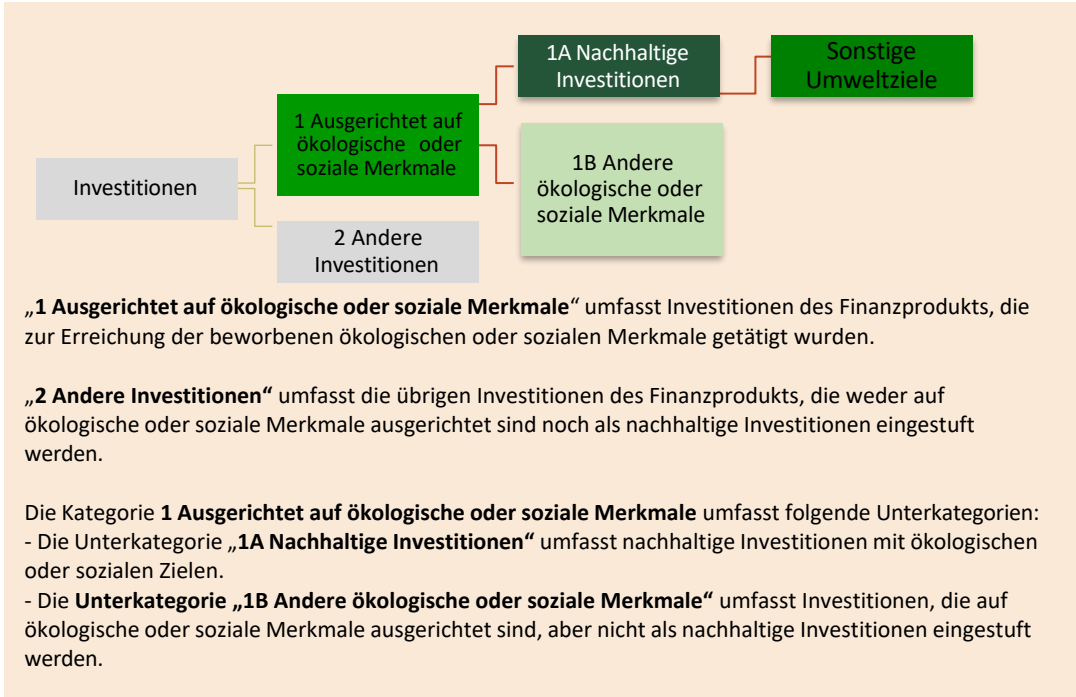 1A Nachhaltige
Investitionen
Sonstige
Umweltziele
1 Ausgerichtet auf
ökologische oder
soziale Merkmale
1B Andere
ökologische oder
soziale Merkmale
Investitionen
2 Andere
Investitionen
„1 Ausgerichtet auf ökologische oder soziale Merkmale“ umfasst Investitionen des Finanzprodukts, die
zur Erreichung der beworbenen ökologischen oder sozialen Merkmale getätigt wurden.
„2 Andere Investitionen“ umfasst die übrigen Investitionen des Finanzprodukts, die weder auf
ökologische oder soziale Merkmale ausgerichtet sind noch als nachhaltige Investitionen eingestuft
werden.
Die Kategorie 1 Ausgerichtet auf ökologische oder soziale Merkmale umfasst folgende Unterkategorien:
- Die Unterkategorie „1A Nachhaltige Investitionen“ umfasst nachhaltige Investitionen mit ökologischen
oder sozialen Zielen.
- Die Unterkategorie „1B Andere ökologische oder soziale Merkmale“ umfasst Investitionen, die auf
ökologische oder soziale Merkmale ausgerichtet sind, aber nicht als nachhaltige Investitionen eingestuft
werden.